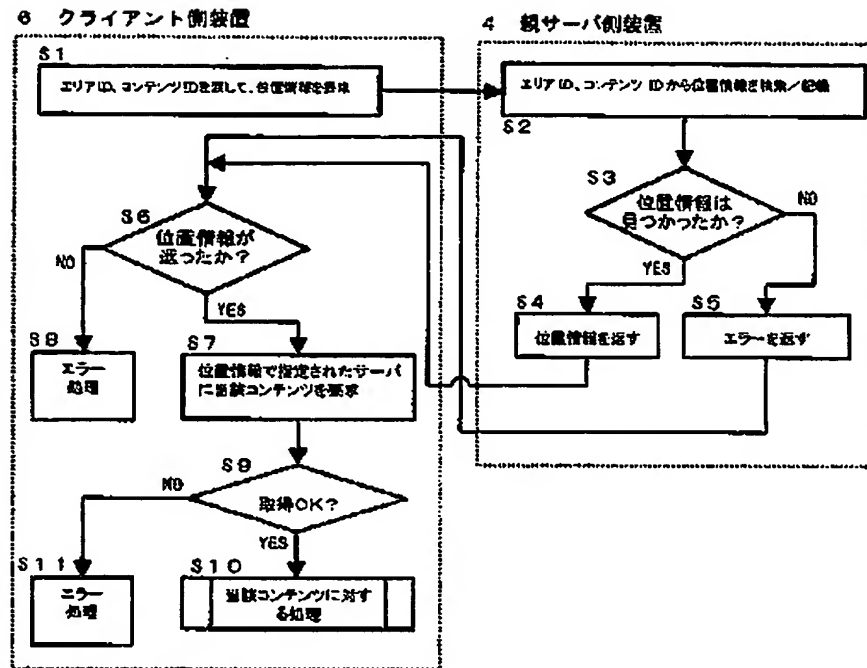 6 クライアント側装置
S1
エリアID、コンテンツIDを渡して、位置情報を要求
S6
位置情報が
返ったか?
NO
YES
S8
エラー
処理
S7
位置情報で指定されたサーバ
に当該コンテンツを要求
S9
取得OK?
NO
YES
S11
エラー
処理
S10
当該コンテンツに対す
る処理
4 親サーバ側装置
エリアID、コンテンツIDから位置情報を検索/記録
S2
S3
位置情報は
見つかったか?
NO
YES
S4
位置情報を返す
S5
エラーを返す